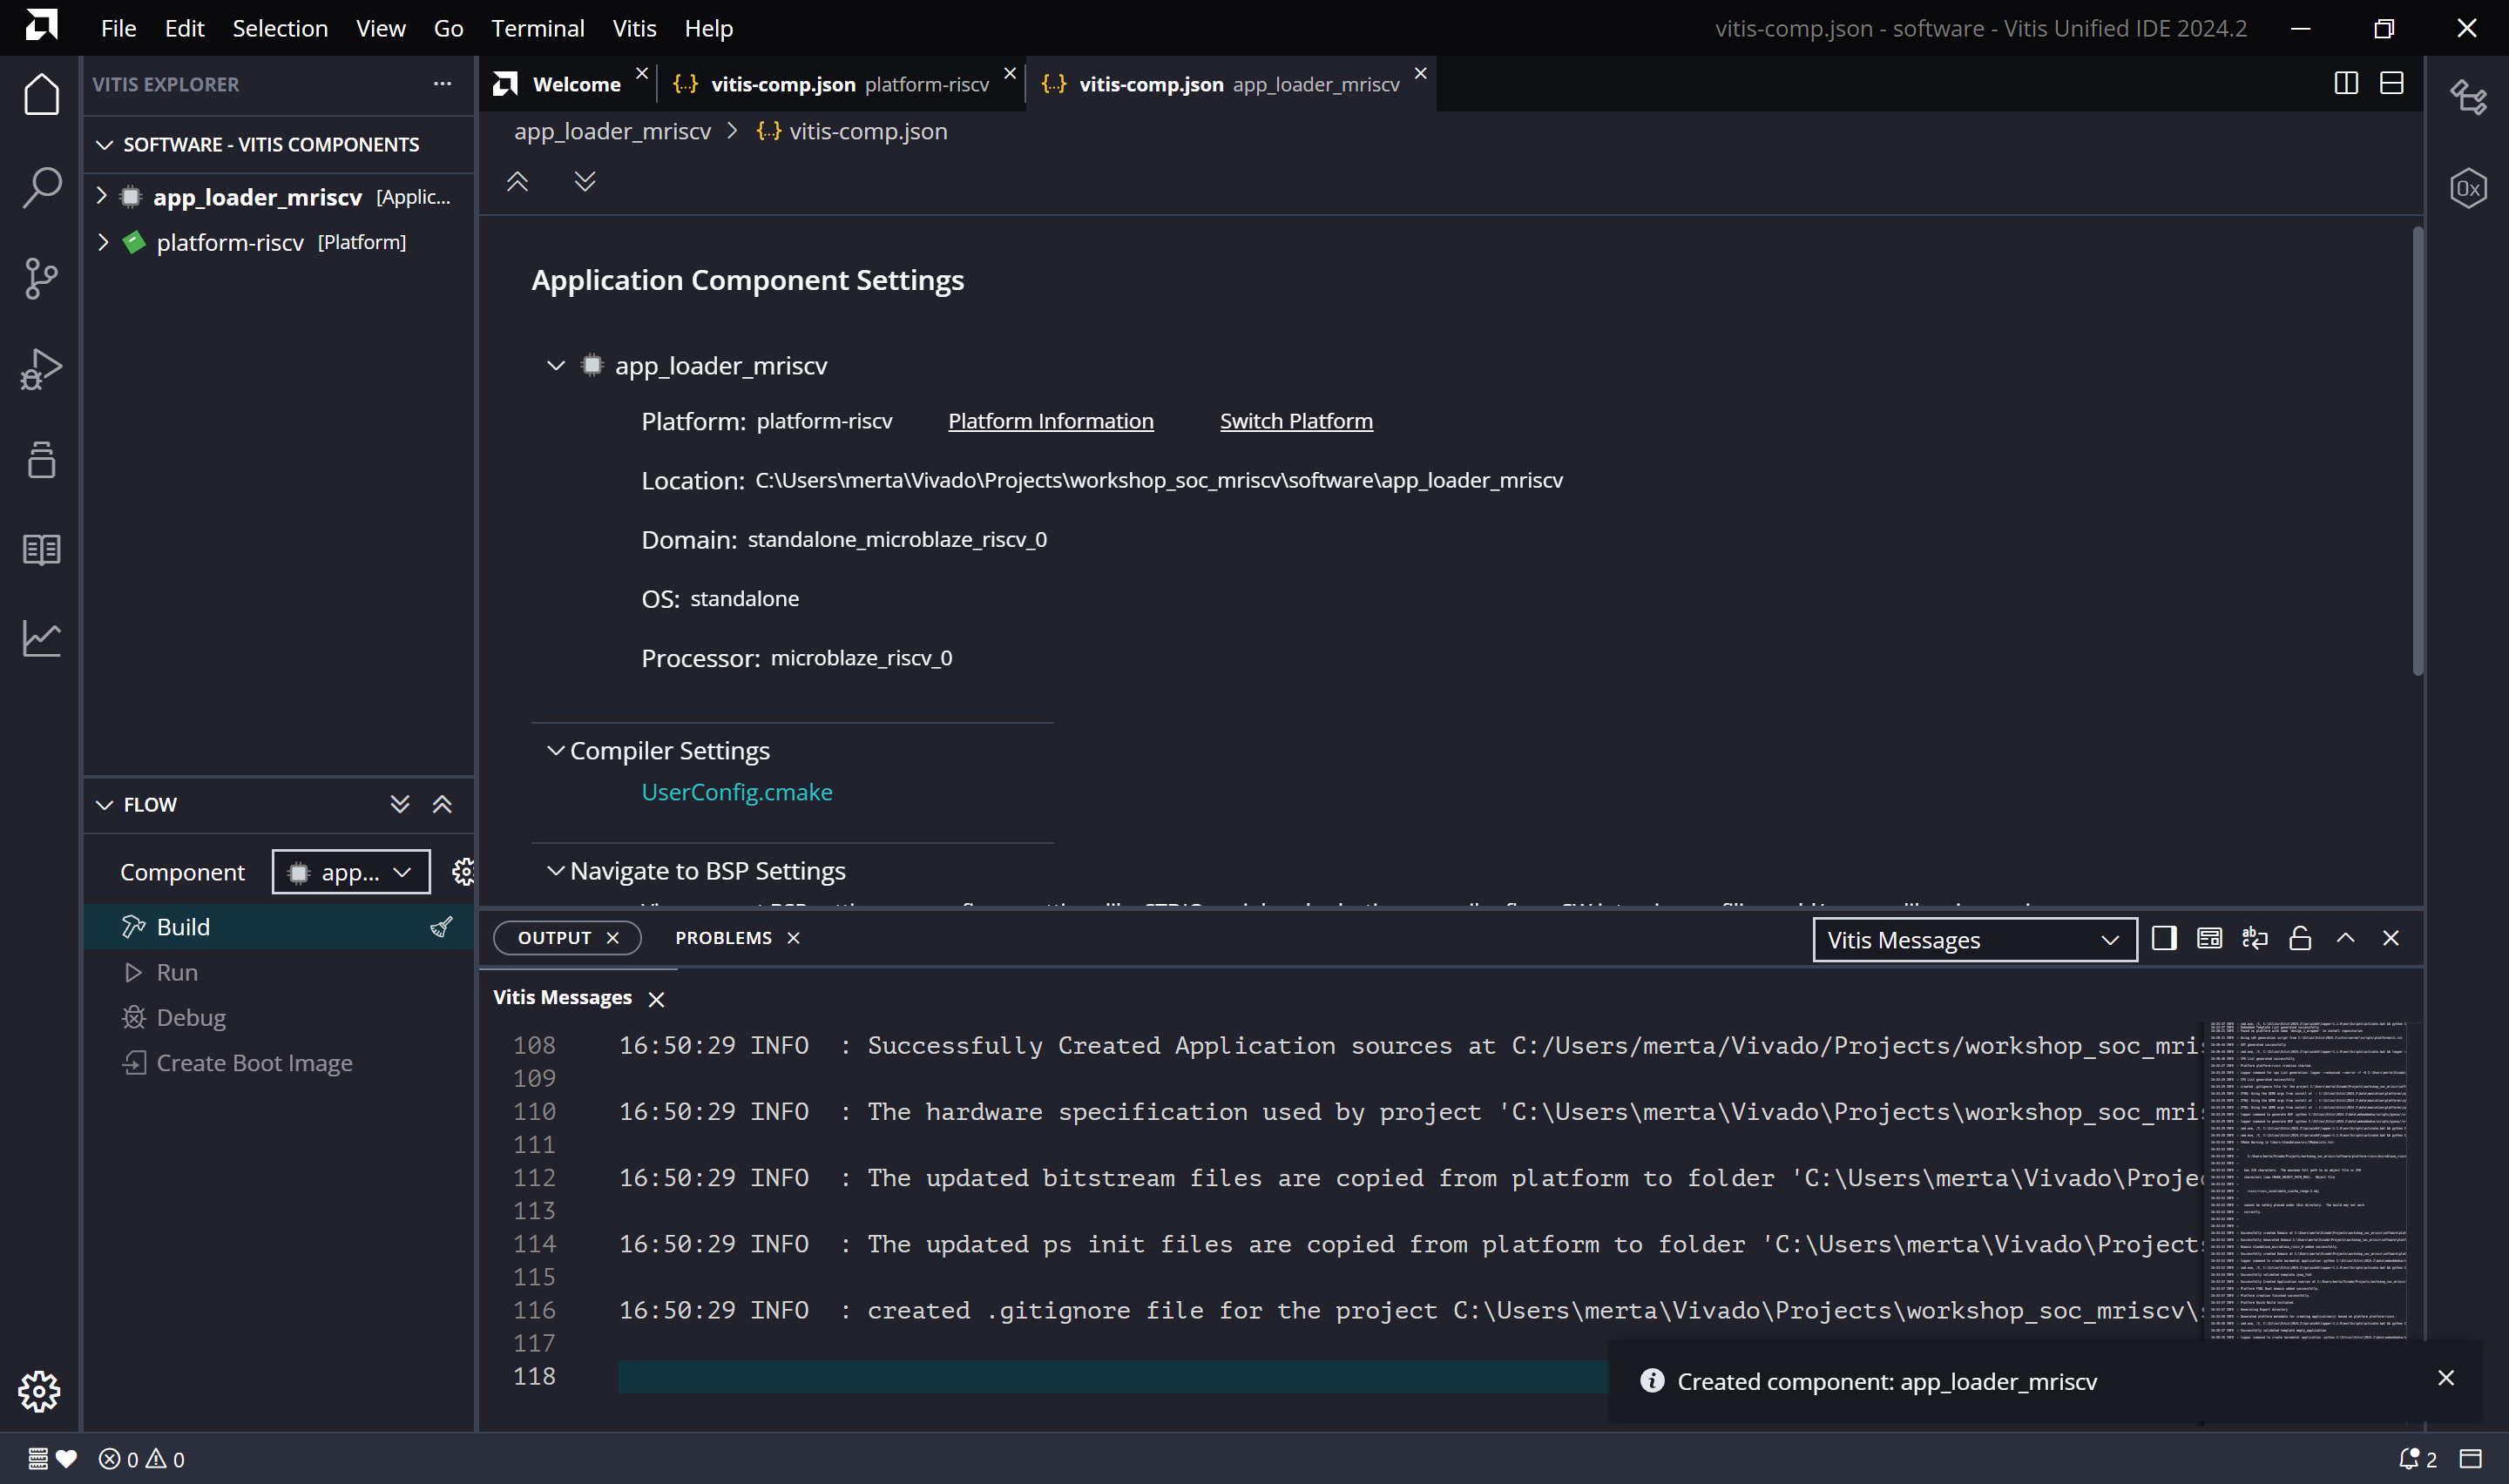 File Edit Selection View Go Terminal Vitis Help
vitis-comp.json - software - Vitis Unified IDE 2024.2
VITIS EXPLORER
SOFTWARE - VITIS COMPONENTS
app_loader_mriscv [Applic...
platform-riscv [Platform]
Welcome
vitis-comp.json platform-riscv
vitis-comp.json app_loader_mriscv
app_loader_mriscv > {..} vitis-comp.json
Application Component Settings
app_loader_mriscv
Platform: platform-riscv Platform Information Switch Platform
Location: C:\Users\merta\Vivado\Projects\workshop_soc_mriscv\software\app_loader_mriscv
Domain: standalone_microblaze_riscv_0
OS: standalone
Processor: microblaze_riscv_0
Compiler Settings
UserConfig.cmake
Navigate to BSP Settings
FLOW
Component app...
Build
Run
Debug
Create Boot Image
OUTPUT
PROBLEMS
Vitis Messages
Vitis Messages
108 16:50:29 INFO : Successfully Created Application sources at C:/Users/merta/Vivado/Projects/workshop_soc_mris
109
110 16:50:29 INFO : The hardware specification used by project 'C:\Users\merta\Vivado\Projects\workshop_soc_mris
111
112 16:50:29 INFO : The updated bitstream files are copied from platform to folder 'C:\Users\merta\Vivado\Projec
113
114 16:50:29 INFO : The updated ps init files are copied from platform to folder 'C:\Users\merta\Vivado\Projects
115
116 16:50:29 INFO : created .gitignore file for the project C:\Users\merta\Vivado\Projects\workshop_soc_mriscv\s
117
118
Created component: app_loader_mriscv
0 0
2
0x